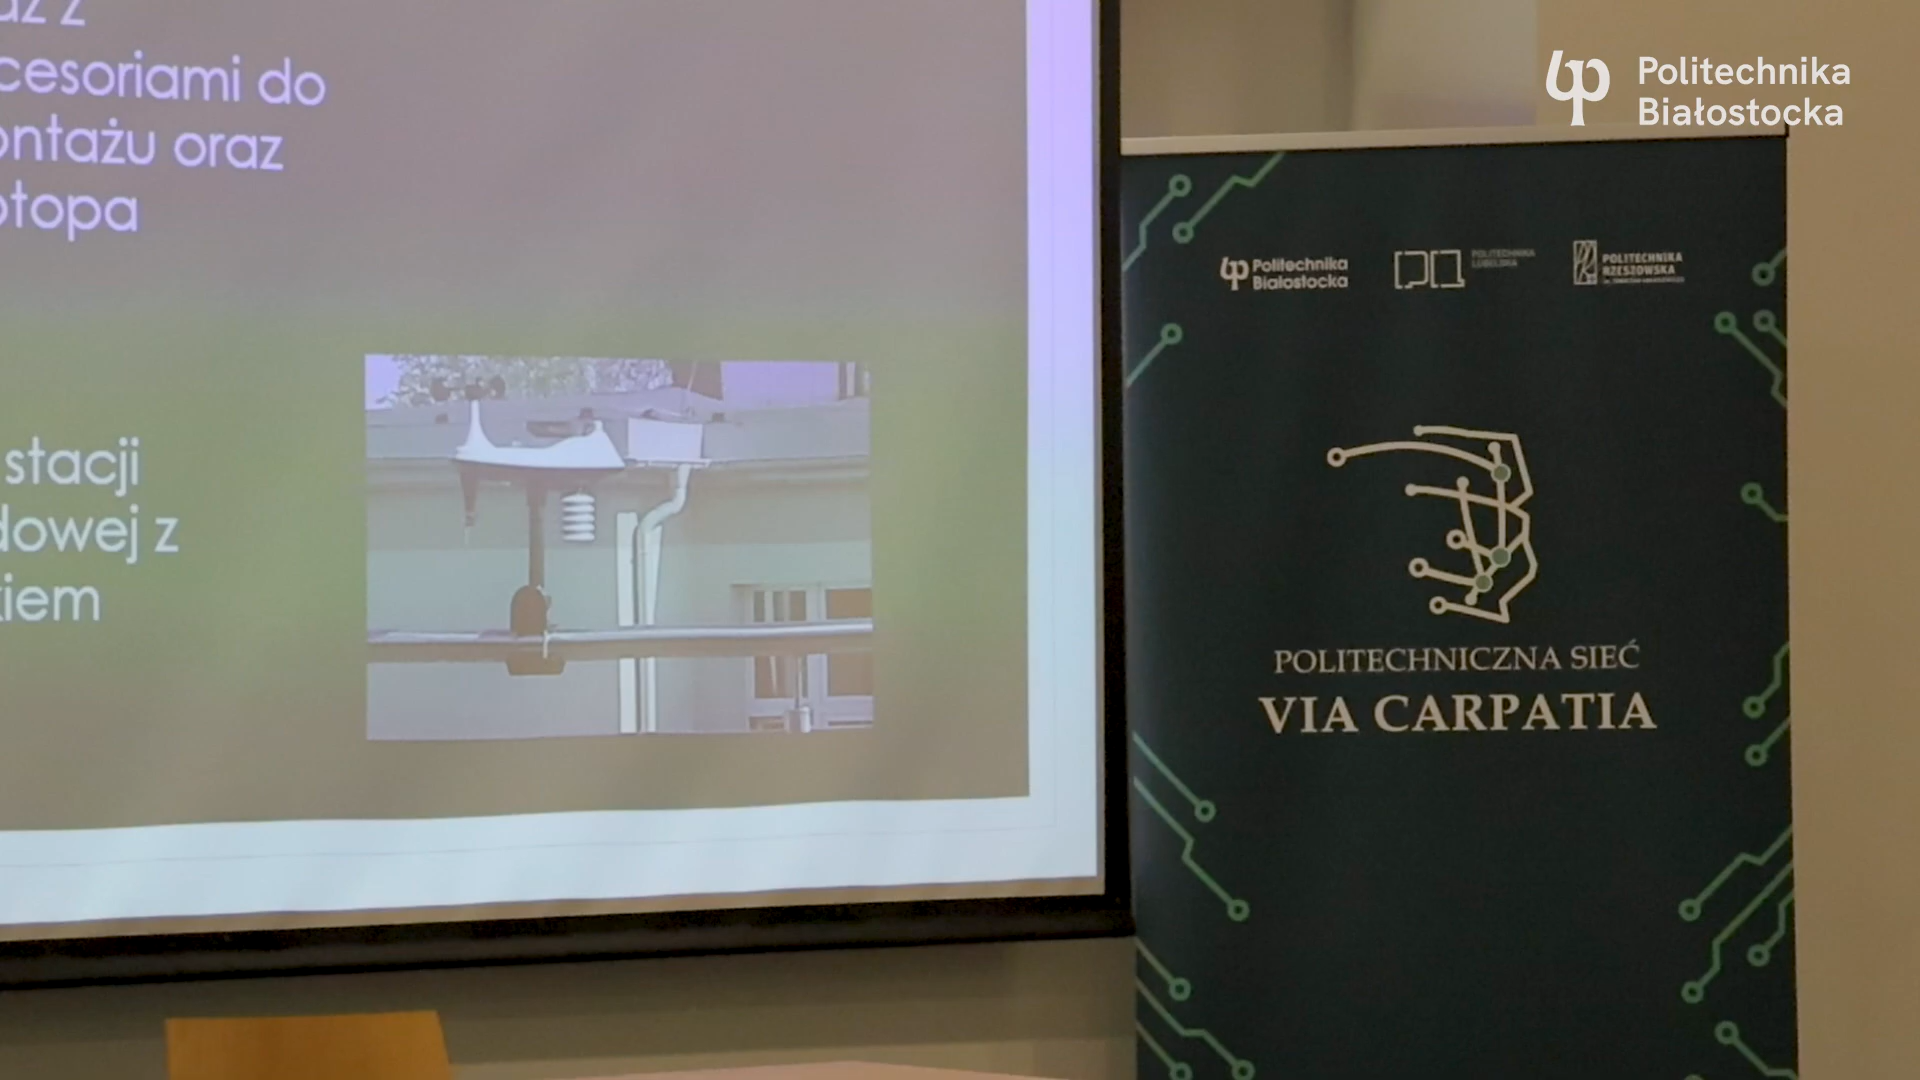 z
cesoriami do
ontażu oraz
otopa
stacji
dowej z
kiem
Politechnika
Białostocka
Politechnika
Białostocka
POLITECHNIKA
LUBELSKA
POLITECHNIKA
RZESZOWSKA
POLITECHNICZNA SIEĆ
VIA CARPATIA